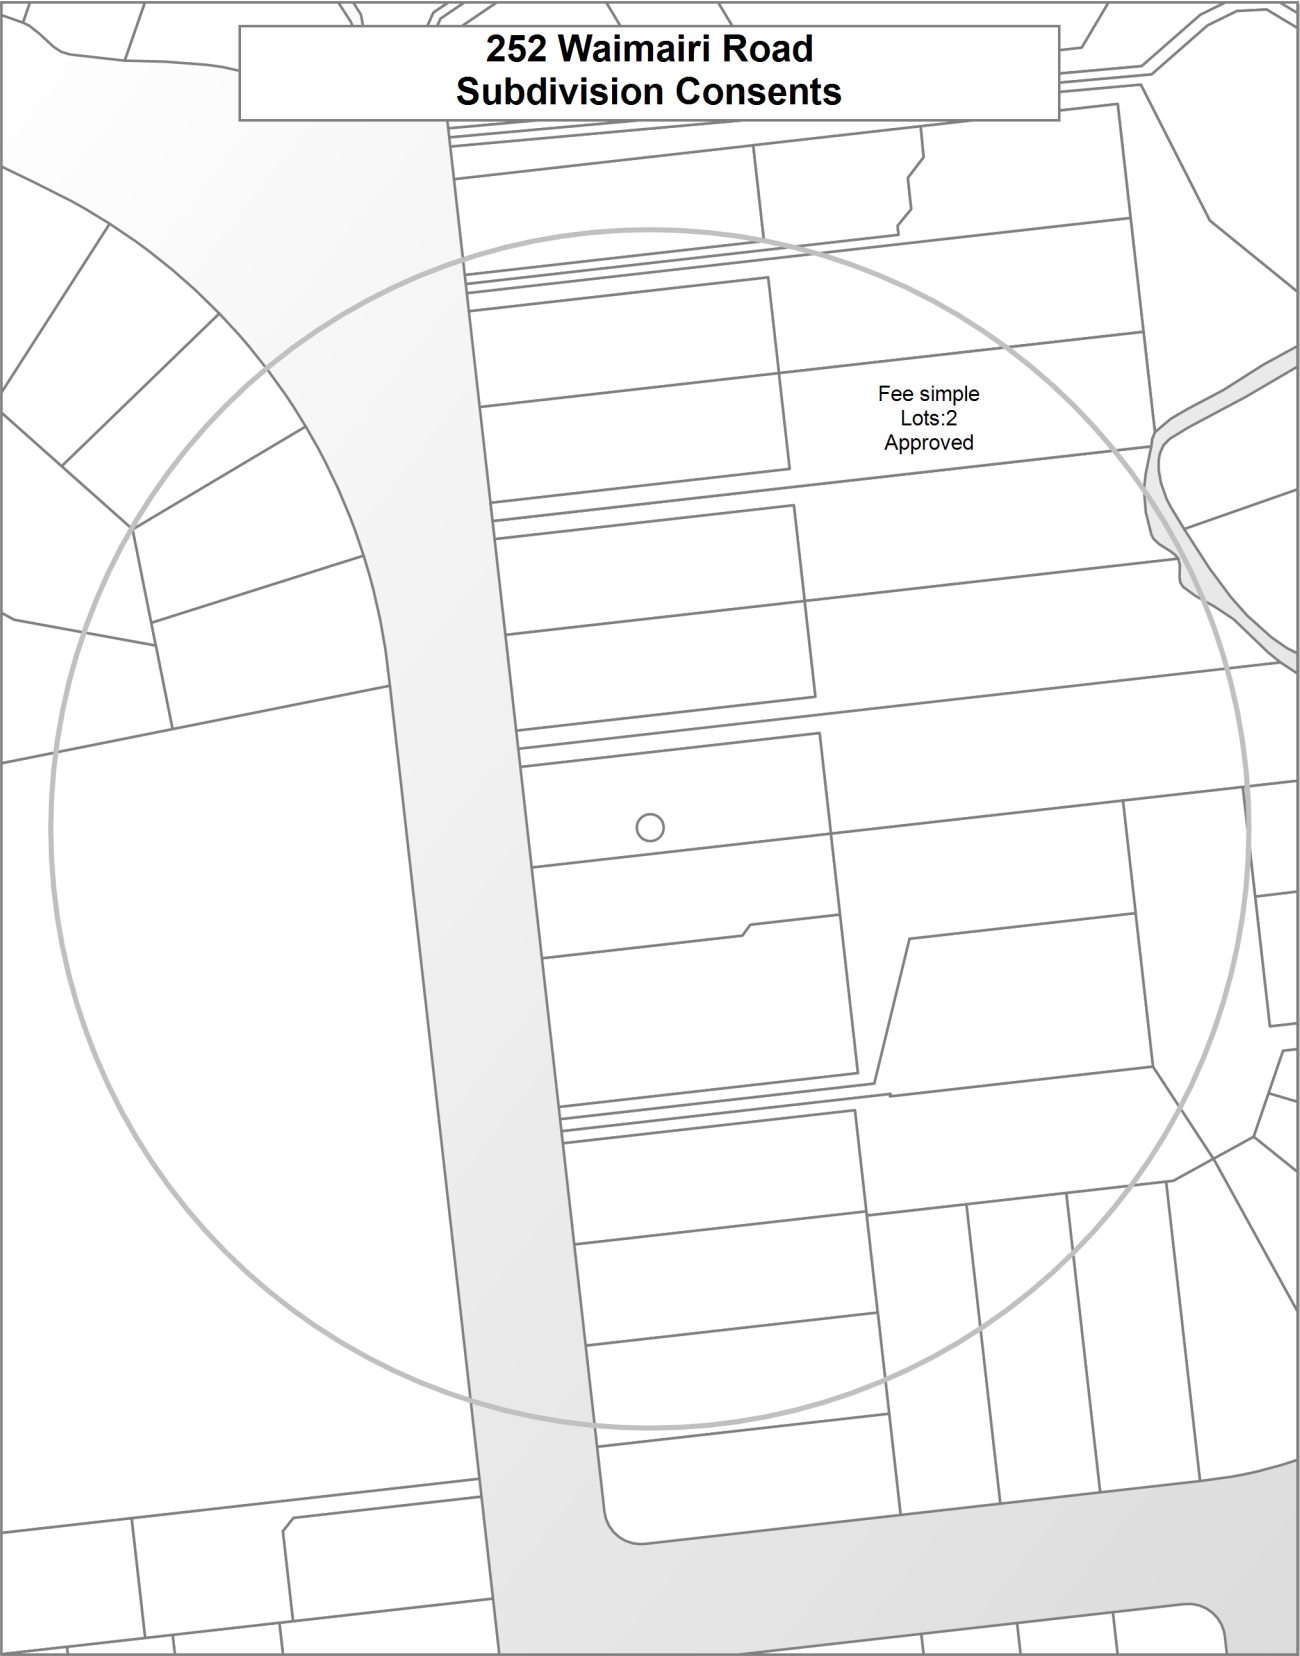 252 Waimairi Road
Subdivision Consents
Fee simple
Lots:2
Approved